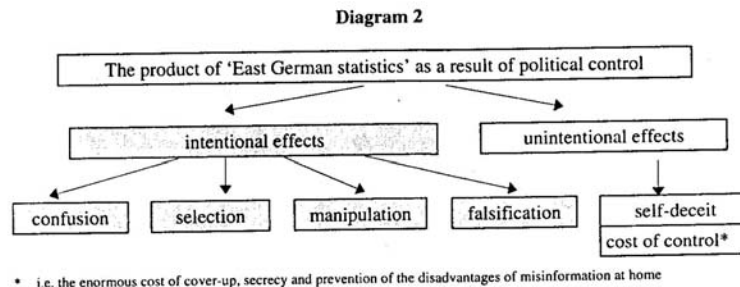 Diagram 2
The product of 'East German statistics' as a result of political control
intentional effects
unintentional effects
confusion
selection
manipulation
falsification
self-deceit
cost of control*
* i.e. the enormous cost of cover-up, secrecy and prevention of the disadvantages of misinformation at home